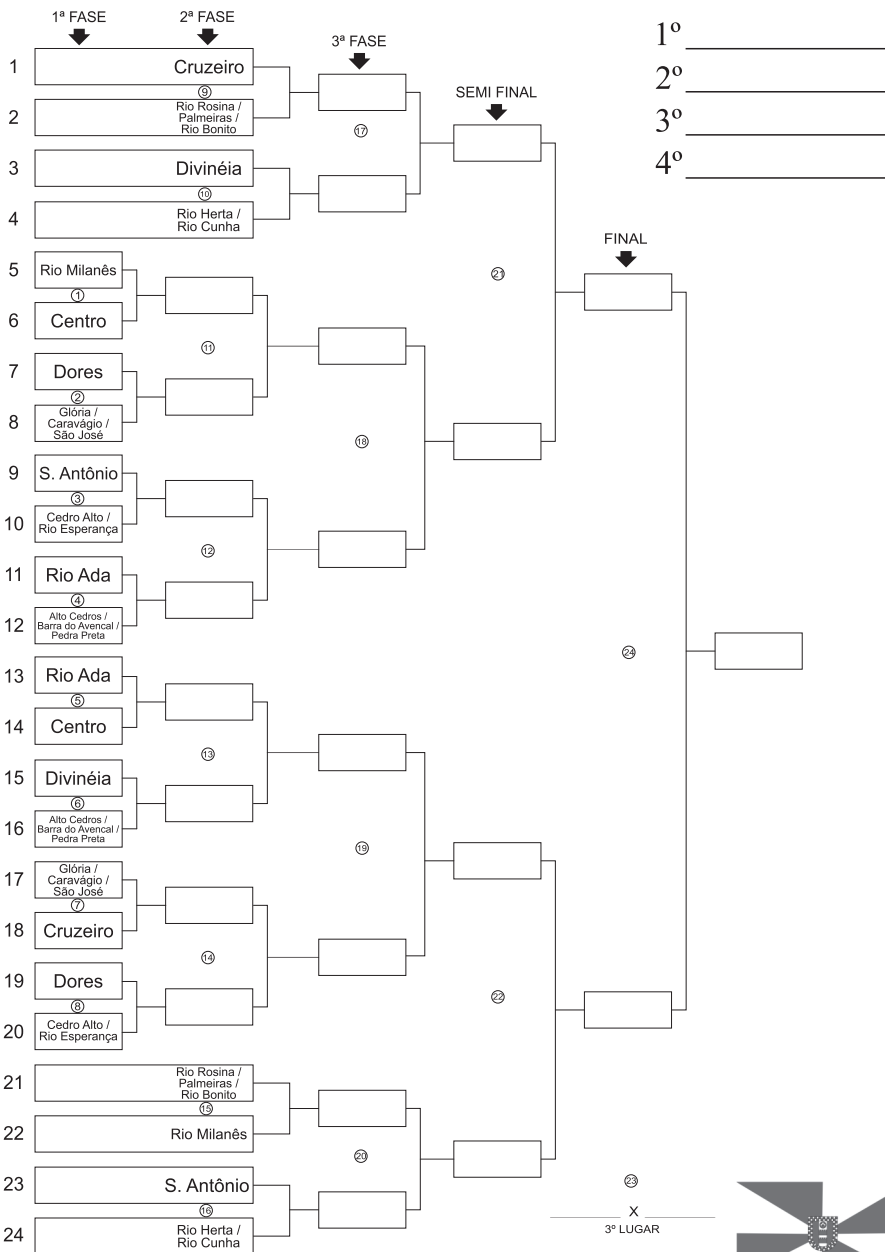 1ª FASE
2ª FASE
3ª FASE
SEMI FINAL
FINAL
1º
2º
3º
4º
1
Cruzeiro
9
2
Rio Rosina /
Palmeiras /
Rio Bonito
17
3
Divinéia
10
4
Rio Herta /
Rio Cunha
21
5
Rio Milanês
1
6
Centro
11
7
Dores
2
8
Glória /
Caravágio /
São José
18
9
S. Antônio
3
10
Cedro Alto /
Rio Esperança
12
11
Rio Ada
4
12
Alto Cedros /
Barra do Avencal /
Pedra Preta
24
13
Rio Ada
5
14
Centro
13
15
Divinéia
6
16
Alto Cedros /
Barra do Avencal /
Pedra Preta
19
17
Glória /
Caravágio /
São José
7
18
Cruzeiro
14
19
Dores
8
20
Cedro Alto /
Rio Esperança
22
21
Rio Rosina /
Palmeiras /
Rio Bonito
15
22
Rio Milanês
20
23
S. Antônio
16
24
Rio Herta /
Rio Cunha
23
X
3º LUGAR